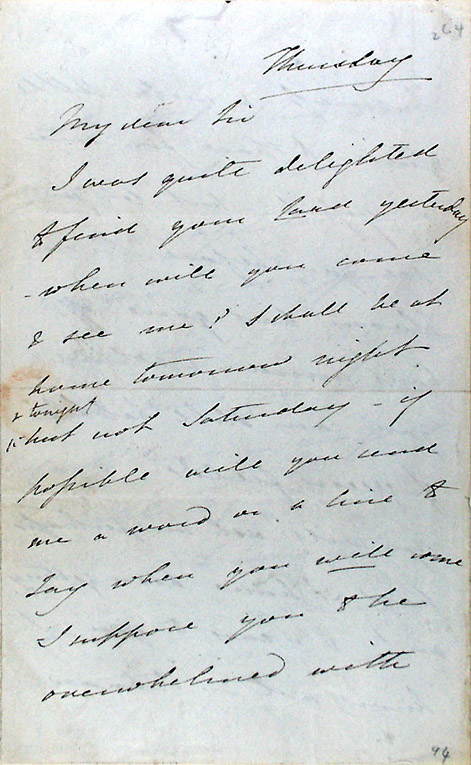 264
Thursday
My dear Sir
I was quite delighted
to find your card yesterday
- when will you come
& see me? I shall be at
home tomorrow night
& tonight
but not Saturday - if
possible will you send
me a word or a line to
say when you will come
I suppose you to be
overwhelmed with
94